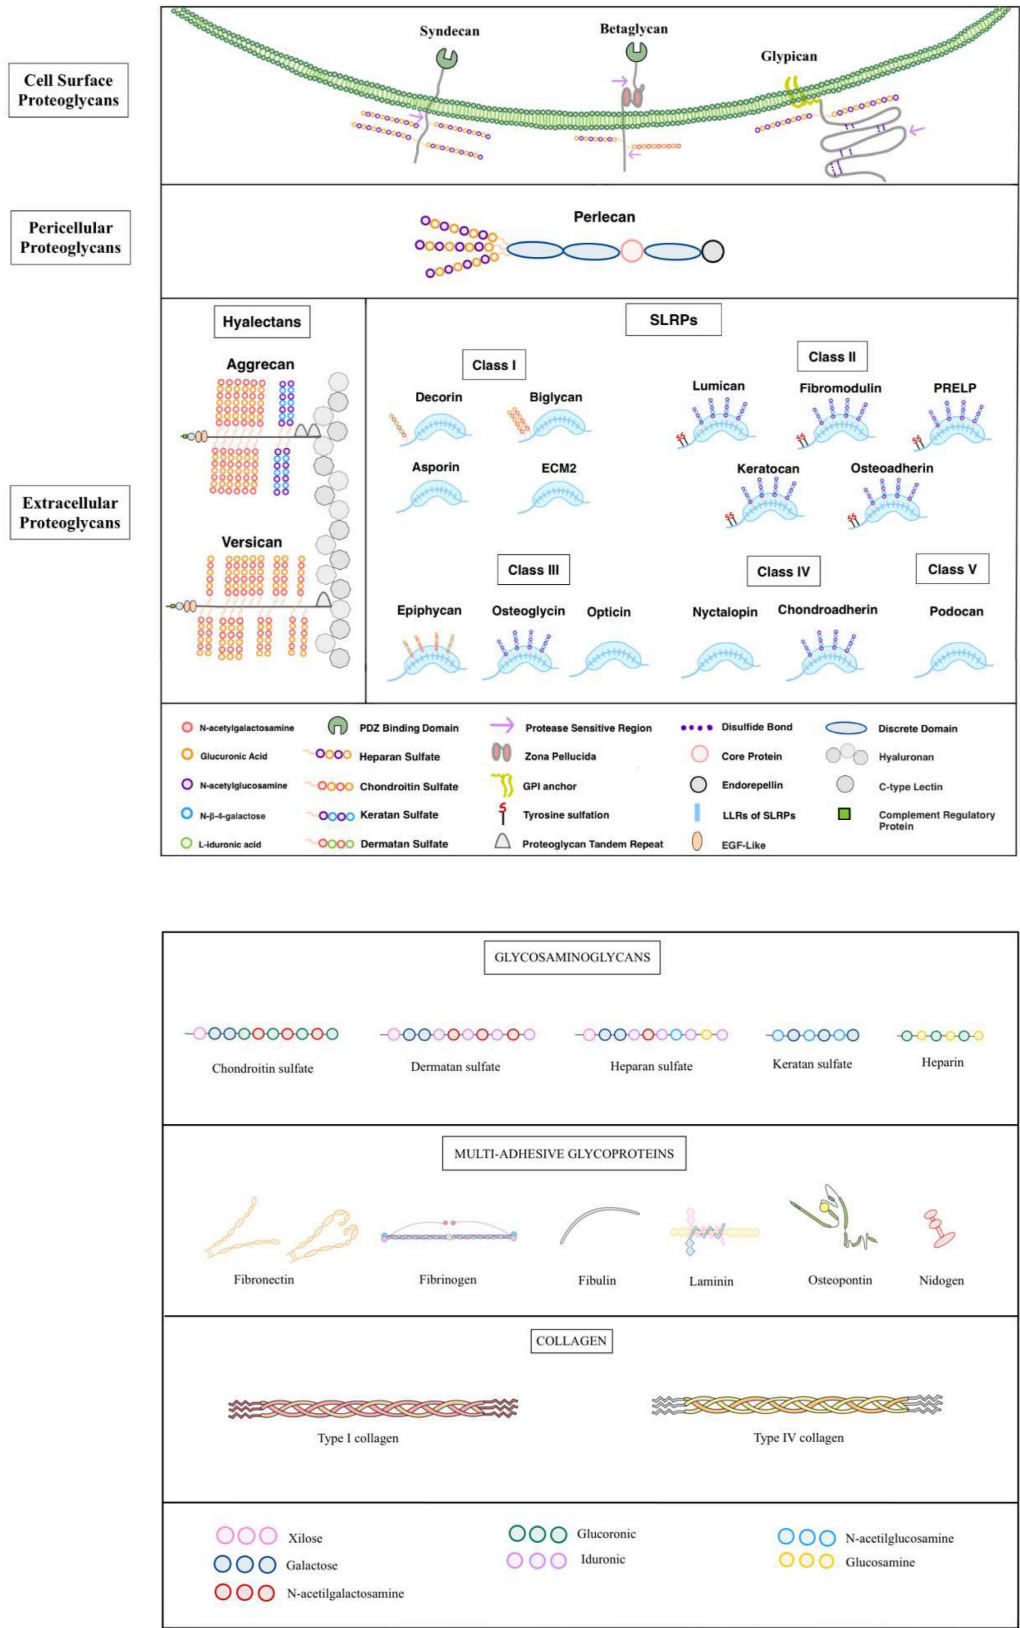 Syndecan
Betaglycan
Glypican
Cell Surface
Proteoglycans
Pericellular
Proteoglycans
Perlecan
Hyalectans
SLRPs
Aggrecan
Class I
Class II
Decorin
Biglycan
Lumican
Fibromodulin
PRELP
Asporin
ECM2
Keratocan
Osteoadherin
Extracellular
Proteoglycans
Versican
Class III
Class IV
Class V
Epiphycan
Osteoglycin
Opticin
Nyctalopin
Chondroadherin
Podocan
N-acetylgalactosamine
PDZ Binding Domain
Protease Sensitive Region
Disulfide Bond
Discrete Domain
Glucuronic Acid
Heparan Sulfate
Zona Pellucida
Core Protein
Hyaluronan
N-acetylglucosamine
Chondroitin Sulfate
GPI anchor
Endorepellin
C-type Lectin
N-β-4-galactose
Keratan Sulfate
Tyrosine sulfation
LLRs of SLRPs
Complement Regulatory
Protein
L-iduronic acid
Dermatan Sulfate
Proteoglycan Tandem Repeat
EGF-Like
GLYCOSAMINOGLYCANS
Chondroitin sulfate
Dermatan sulfate
Heparan sulfate
Keratan sulfate
Heparin
MULTI-ADHESIVE GLYCOPROTEINS
Fibronectin
Fibrinogen
Fibulin
Laminin
Osteopontin
Nidogen
COLLAGEN
Type I collagen
Type IV collagen
Xilose
Glucoronic
N-acetilglucosamine
Galactose
Iduronic
Glucosamine
N-acetilgalactosamine